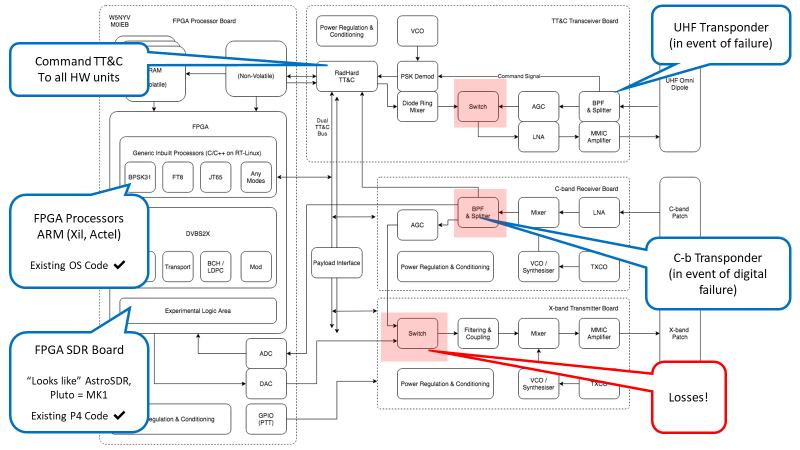 W5NYV
M0IEB
FPGA Processor Board
RAM
olatile)
(Non-Volatile)
Command TT&C
To all HW units
FPGA
Generic Inbuilt Processors (C/C++ on RT-Linux)
BPSK31
FT8
JT65
Any
Modes
DVBS2X
Transport
BCH /
LDPC
Mod
Experimental Logic Area
FPGA Processors
ARM (Xil, Actel)
Existing OS Code ✔
FPGA SDR Board
“Looks like” AstroSDR,
Pluto = MK1
Existing P4 Code ✔
ADC
DAC
GPIO
(PTT)
egulation & Conditioning
TT&C Transceiver Board
Power Regulation &
Conditioning
VCO
RadHard
TT&C
PSK Demod
Command Signal
Diode Ring
Mixer
Switch
AGC
BPF
& Splitter
LNA
MMIC
Amplifier
UHF Omni
Dipole
UHF Transponder
(in event of failure)
Dual
TT&C
Bus
Payload Interface
C-band Receiver Board
AGC
BPF
& Splitter
Mixer
LNA
C-band
Patch
Power Regulation & Conditioning
VCO /
Synthesiser
TXCO
C-b Transponder
(in event of digital
failure)
X-band Transmitter Board
Switch
Filtering &
Coupling
Mixer
MMIC
Amplifier
X-band
Patch
Power Regulation & Conditioning
VCO /
Synthesiser
TXCO
Losses!